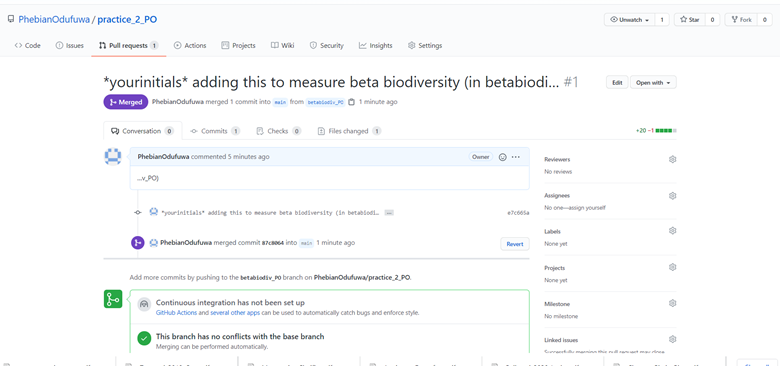 PhebianOdufuwa / practice_2_PO
Unwatch 1 Star 0 Fork 0
Code Issues Pull requests 1 Actions Projects Wiki Security Insights Settings
*yourinitials* adding this to measure beta biodiversity (in betabiodi... #1
Edit Open with
Merged PhebianOdufuwa merged 1 commit into main from betabiodiv_PO 1 minute ago
Conversation 0 Commits 1 Checks 0 Files changed 1 +20 −1
PhebianOdufuwa commented 5 minutes ago Owner
...v_PO)
*yourinitials* adding this to measure beta biodiversity (in betabiodi… ... e7c665a
PhebianOdufuwa merged commit 87c8064 into main 1 minute ago Revert
Add more commits by pushing to the betabiodiv_PO branch on PhebianOdufuwa/practice_2_PO.
Continuous integration has not been set up
GitHub Actions and several other apps can be used to automatically catch bugs and enforce style.
This branch has no conflicts with the base branch
Merging can be performed automatically.
Reviewers
No reviews
Assignees
No one—assign yourself
Labels
None yet
Projects
None yet
Milestone
No milestone
Linked issues
Successfully merging this pull request may close